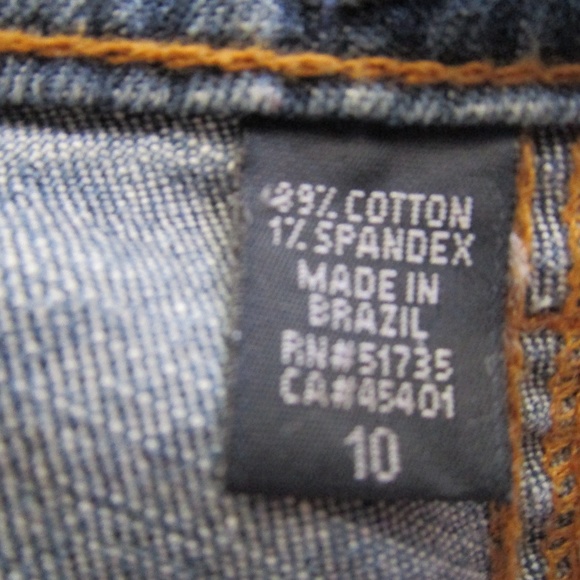 99% COTTON
1% SPANDEX
MADE IN
BRAZIL
RN#51735
CA#45401
10